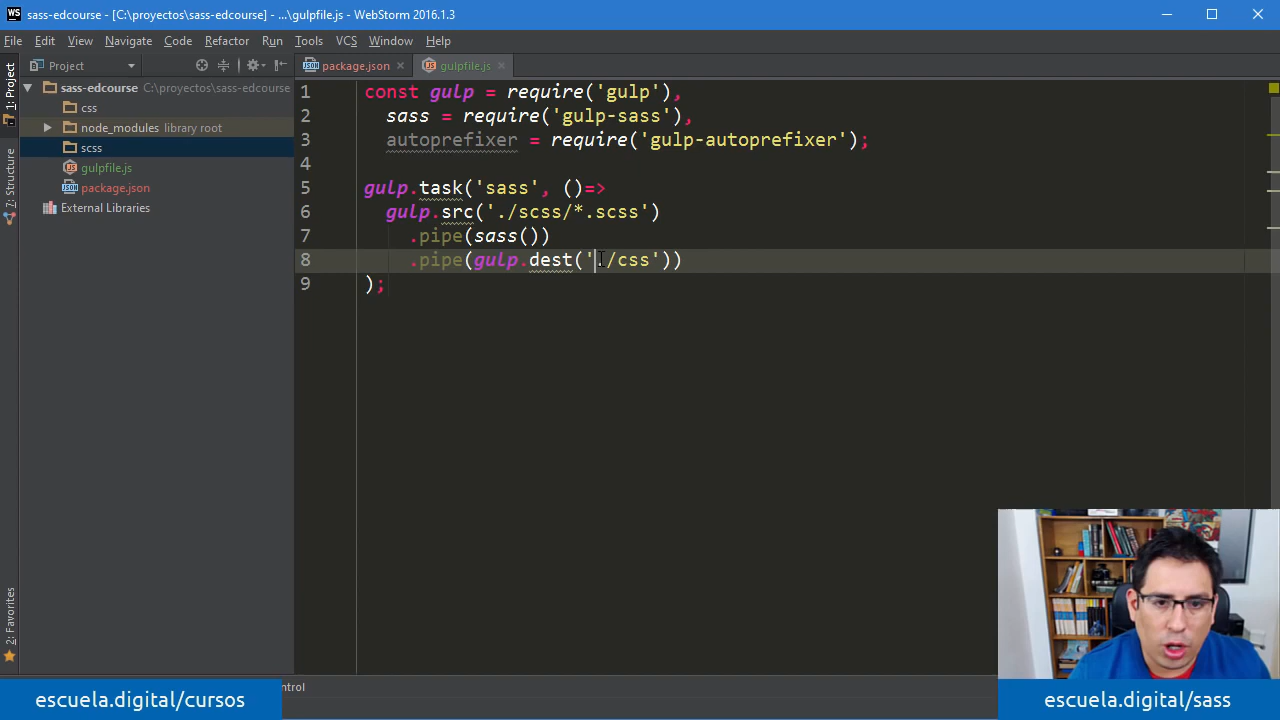 WS sass-edcourse - [C:\proyectos\sass-edcourse] - ...\gulpfile.js - WebStorm 2016.1.3
File Edit View Navigate Code Refactor Run Tools VCS Window Help
Project
package.json
gulpfile.js
1: Project
7: Structure
2: Favorites
sass-edcourse C:\proyectos\sass-edcourse
css
node_modules library root
scss
gulpfile.js
package.json
External Libraries
1 const gulp = require('gulp'),
2 sass = require('gulp-sass'),
3 autoprefixer = require('gulp-autoprefixer');
4
5 gulp.task('sass', ()=>
6 gulp.src('./scss/*.scss')
7 .pipe(sass())
8 .pipe(gulp.dest('./css'))
9 );
ntrol
escuela.digital/cursos
escuela.digital/sass